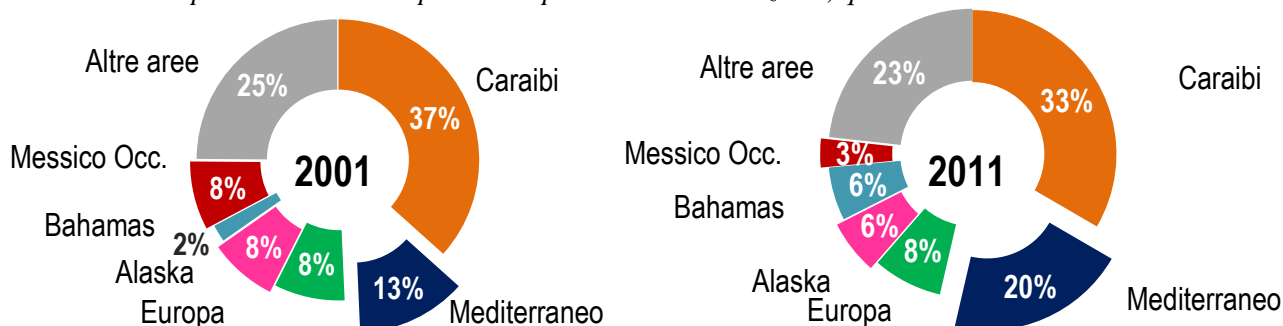 Altre aree
25%
Caraibi
37%
Messico Occ.
8%
2001
Bahamas
2%
Alaska
8%
Europa
8%
13%
Mediterraneo
Altre aree
23%
Caraibi
33%
Messico Occ.
3%
2011
Bahamas
6%
Alaska
6%
Europa
8%
20%
Mediterraneo